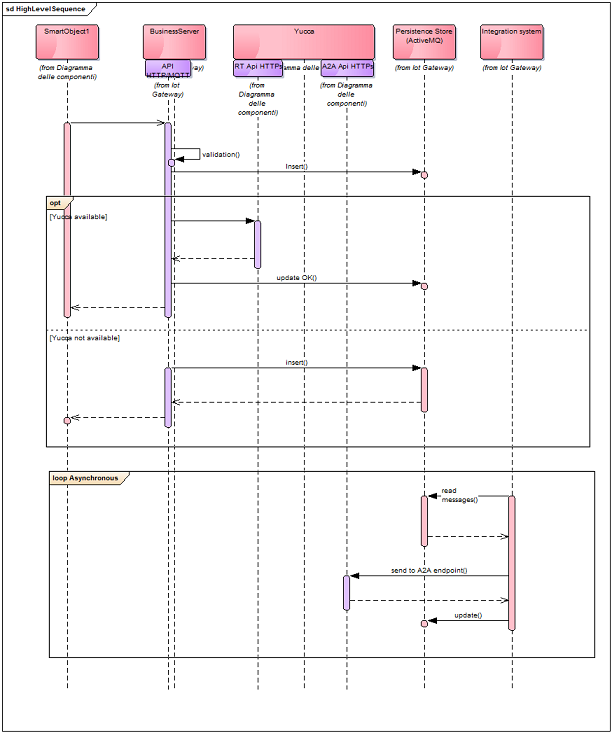 sd HighLevelSequence
SmartObject1
BusinessServer
Yucca
Persistence Store
(ActiveMQ)
Integration system
API
HTTP/MQTT
RT Api HTTPs
A2A Api HTTPs
(from Diagramma
delle componenti)
(from Iot
Gateway)
(from
Diagramma
delle
componenti)
(from Diagramma
delle
componenti)
(from Iot Gateway)
(from Iot Gateway)
validation()
Insert()
opt
[Yucca available]
update OK()
[Yucca not available]
insert()
loop Asynchronous
read
messages()
send to A2A endpoint()
update()